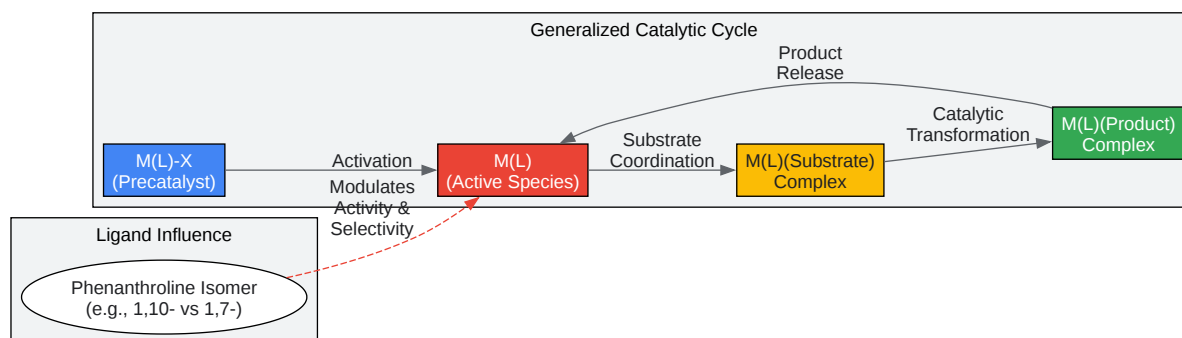 Generalized Catalytic Cycle
Product
Release
Catalytic
Transformation
M(L)(Product)
Complex
M(L)-X
(Precatalyst)
Activation
M(L)
(Active Species)
Substrate
Coordination
M(L)(Substrate)
Complex
Modulates
Activity &
Selectivity
Ligand Influence
Phenanthroline Isomer
(e.g., 1,10- vs 1,7-)